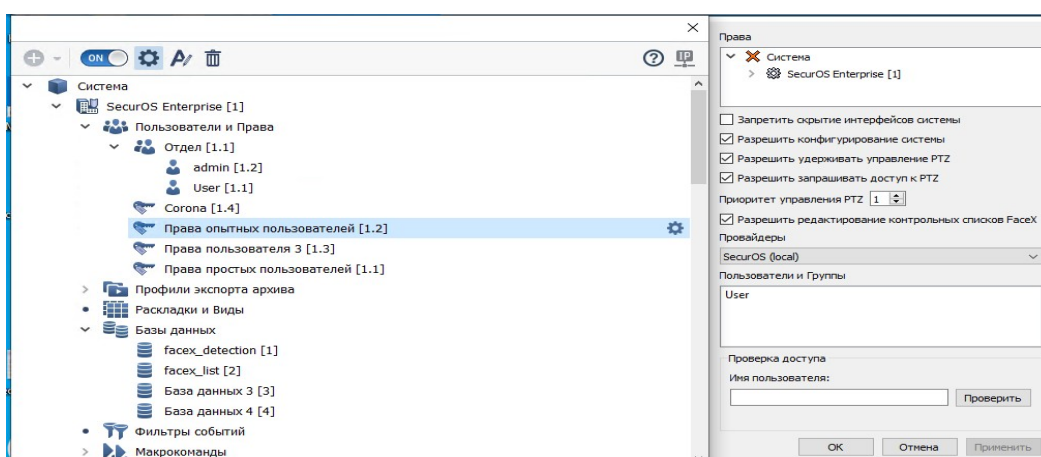 ON
IP
Система
SecurOS Enterprise [1]
Пользователи и Права
Отдел [1.1]
admin [1.2]
User [1.1]
Corona [1.4]
Права опытных пользователей [1.2]
Права пользователя 3 [1.3]
Права простых пользователей [1.1]
Профили экспорта архива
Раскладки и Виды
Базы данных
facex_detection [1]
facex_list [2]
База данных 3 [3]
База данных 4 [4]
Фильтры событий
Макрокоманды
Права
Система
SecurOS Enterprise [1]
Запретить скрытие интерфейсов системы
Разрешить конфигурирование системы
Разрешить удерживать управление PTZ
Разрешить запрашивать доступ к PTZ
Приоритет управления PTZ 1
Разрешить редактирование контрольных списков FaceX
Провайдеры
SecurOS (local)
Пользователи и Группы
User
Проверка доступа
Имя пользователя:
Проверить
ОК Отмена Применить